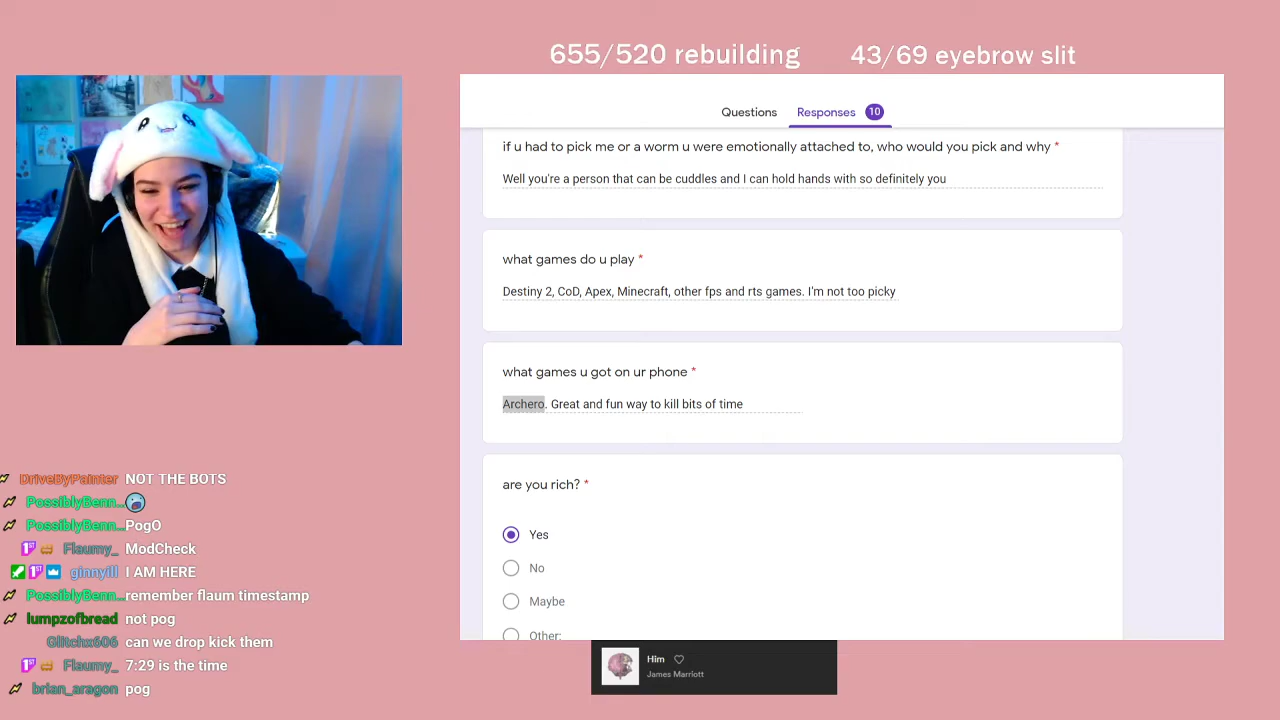 655/520 rebuilding 43/69 eyebrow slit
Questions Responses 10
if u had to pick me or a worm u were emotionally attached to, who would you pick and why *
Well you're a person that can be cuddles and I can hold hands with so definitely you
what games do u play *
Destiny 2, CoD, Apex, Minecraft, other fps and rts games. I'm not too picky
what games u got on ur phone *
Archero. Great and fun way to kill bits of time
are you rich? *
Yes
No
Maybe
Other:
DriveByPainter NOT THE BOTS
PossiblyBenn...
PossiblyBenn... PogO
Flaumy_ ModCheck
ginnyill I AM HERE
PossiblyBenn... remember flaum timestamp
lumpzofbread not pog
Glitchx606 can we drop kick them
Flaumy_ 7:29 is the time
brian_aragon pog
Him
James Marriott